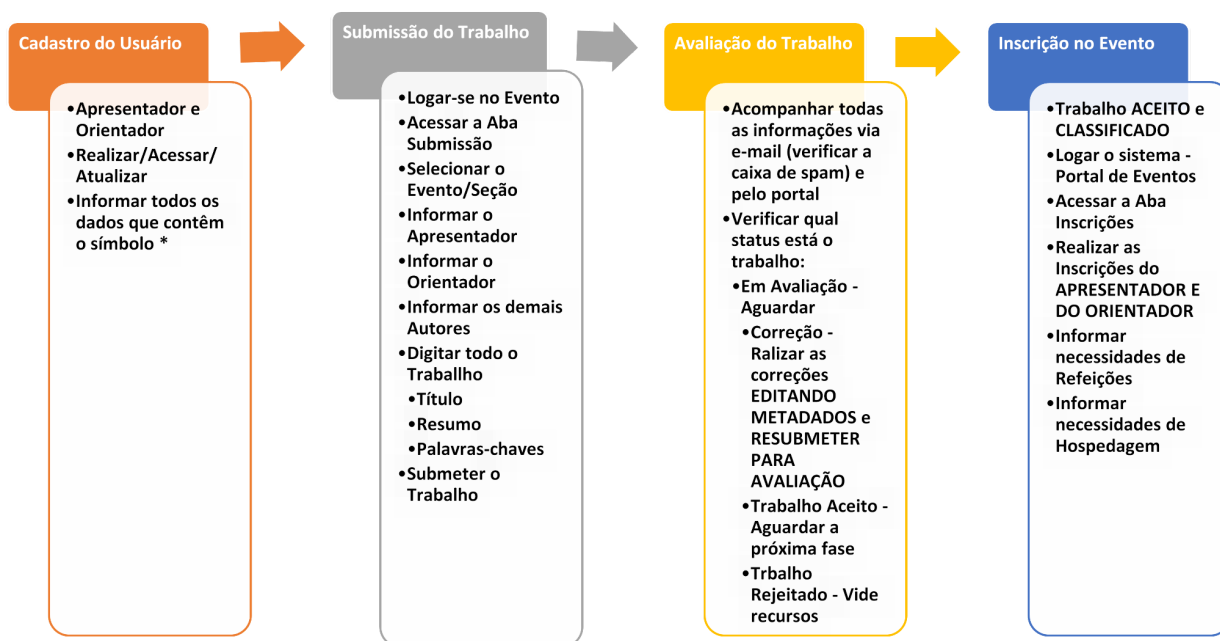 Cadastro do Usuário
•Apresentador e
Orientador
•Realizar/Acessar/
Atualizar
•Informar todos os
dados que contêm
o símbolo *
Submissão do Trabalho
•Logar-se no Evento
•Acessar a Aba
Submissão
•Selecionar o
Evento/Seção
•Informar o
Apresentador
•Informar o
Orientador
•Informar os demais
Autores
•Digitar todo o
Traballho
•Título
•Resumo
•Palavras-chaves
•Submeter o
Trabalho
Avaliação do Trabalho
•Acompanhar todas
as informações via
e-mail (verificar a
caixa de spam) e
pelo portal
•Verificar qual
status está o
trabalho:
•Em Avaliação -
Aguardar
•Correção -
Ralizar as
correções
EDITANDO
METADADOS e
RESUBMETER
PARA
AVALIAÇÃO
•Trabalho Aceito -
Aguardar a
próxima fase
•Trbalho
Rejeitado - Vide
recursos
Inscrição no Evento
•Trabalho ACEITO e
CLASSIFICADO
•Logar o sistema -
Portal de Eventos
•Acessar a Aba
Inscrições
•Realizar as
Inscrições do
APRESENTADOR E
DO ORIENTADOR
•Informar
necessidades de
Refeições
•Informar
necessidades de
Hospedagem